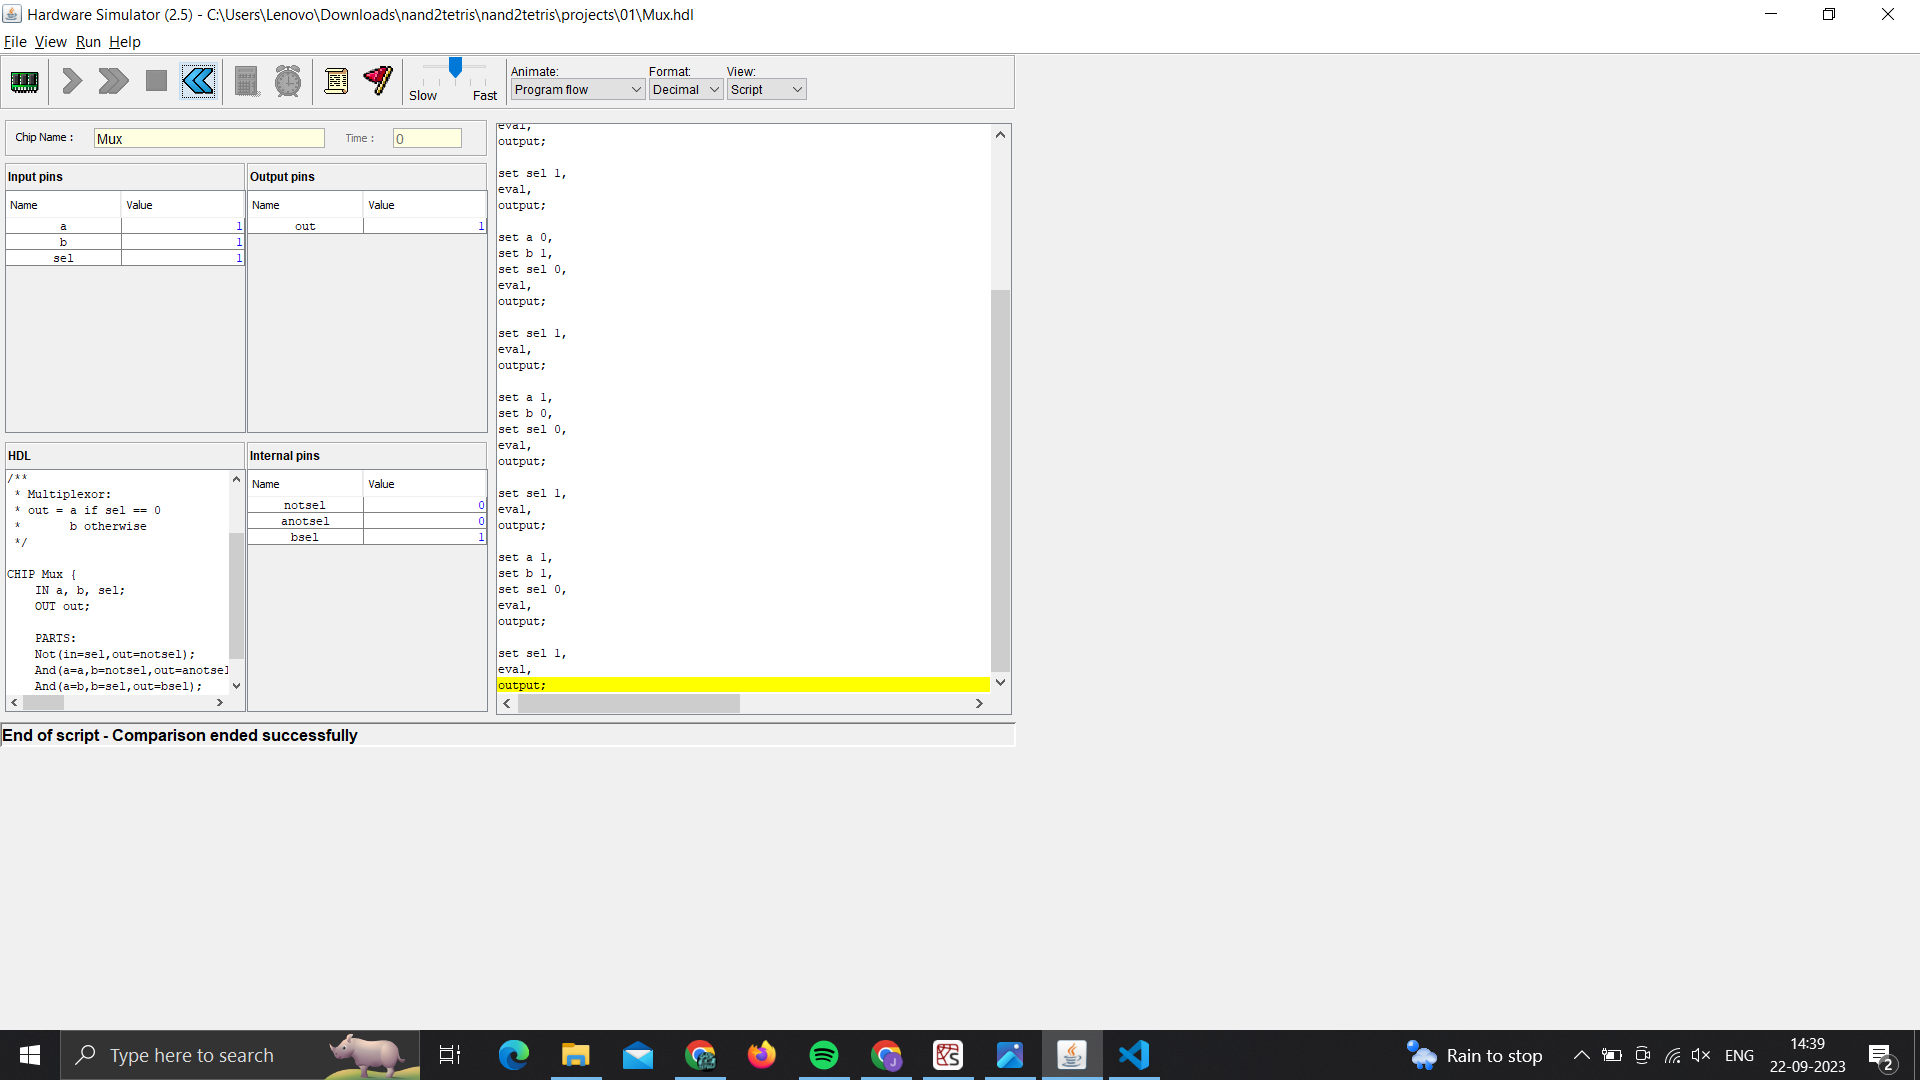 Hardware Simulator (2.5) - C:\Users\Lenovo\Downloads\nand2tetris\nand2tetris\projects\01\Mux.hdl
File View Run Help
Slow Fast
Animate: Format: View:
Program flow Decimal Script
Chip Name : Mux Time : 0
Input pins
Name Value
a 1
b 1
sel 1
Output pins
Name Value
out 1
HDL
/**
* Multiplexor:
* out = a if sel == 0
* b otherwise
*/
CHIP Mux {
IN a, b, sel;
OUT out;
PARTS:
Not(in=sel,out=notsel);
And(a=a,b=notsel,out=anotsel
And(a=b,b=sel,out=bsel);
Internal pins
Name Value
notsel 0
anotsel 0
bsel 1
eval,
output;
set sel 1,
eval,
output;
set a 0,
set b 1,
set sel 0,
eval,
output;
set sel 1,
eval,
output;
set a 1,
set b 0,
set sel 0,
eval,
output;
set sel 1,
eval,
output;
set a 1,
set b 1,
set sel 0,
eval,
output;
set sel 1,
eval,
output;
End of script - Comparison ended successfully
Type here to search
Rain to stop
ENG
14:39
22-09-2023
2